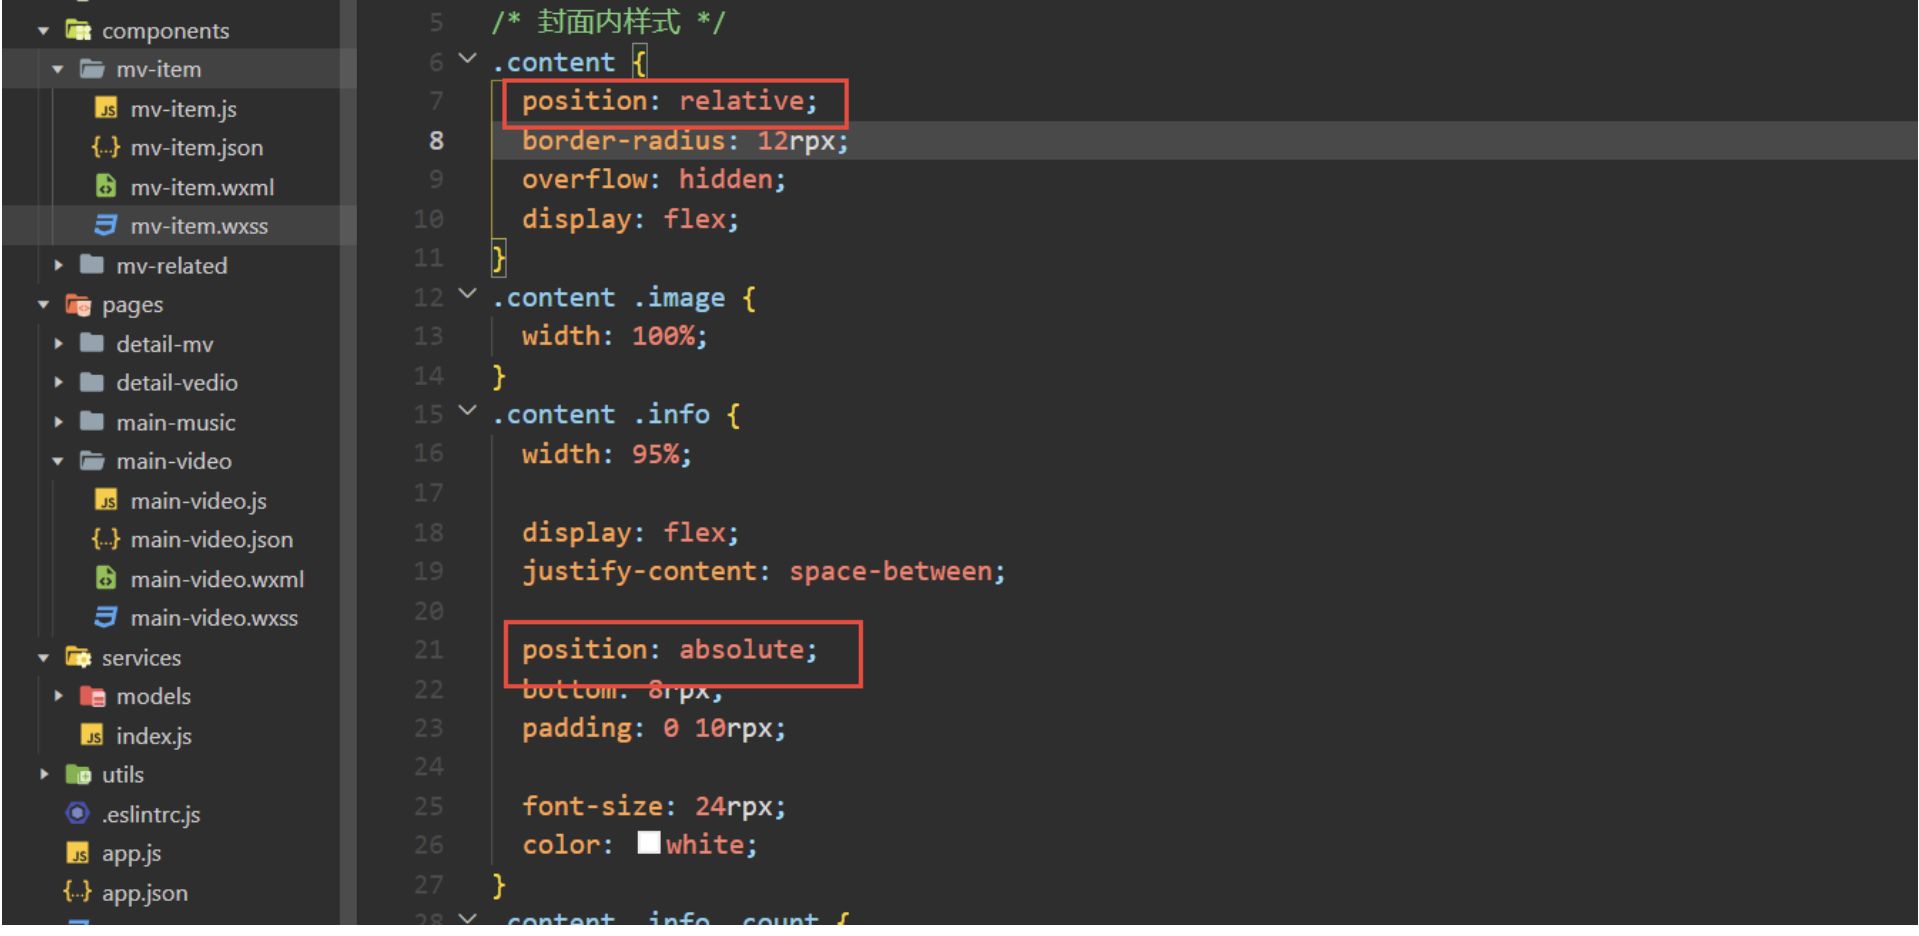 components
mv-item
JS mv-item.js
{..} mv-item.json
mv-item.wxml
mv-item.wxss
mv-related
pages
detail-mv
detail-vedio
main-music
main-video
JS main-video.js
{..} main-video.json
main-video.wxml
main-video.wxss
services
models
JS index.js
utils
.eslintrc.js
JS app.js
{..} app.json
5 /* 封面内样式 */
6 .content {
7 position: relative;
8 border-radius: 12rpx;
9 overflow: hidden;
10 display: flex;
11 }
12 .content .image {
13 width: 100%;
14 }
15 .content .info {
16 width: 95%;
17
18 display: flex;
19 justify-content: space-between;
20
21 position: absolute;
22 bottom: 8rpx;
23 padding: 0 10rpx;
24
25 font-size: 24rpx;
26 color: white;
27 }
28 .content .info .count {